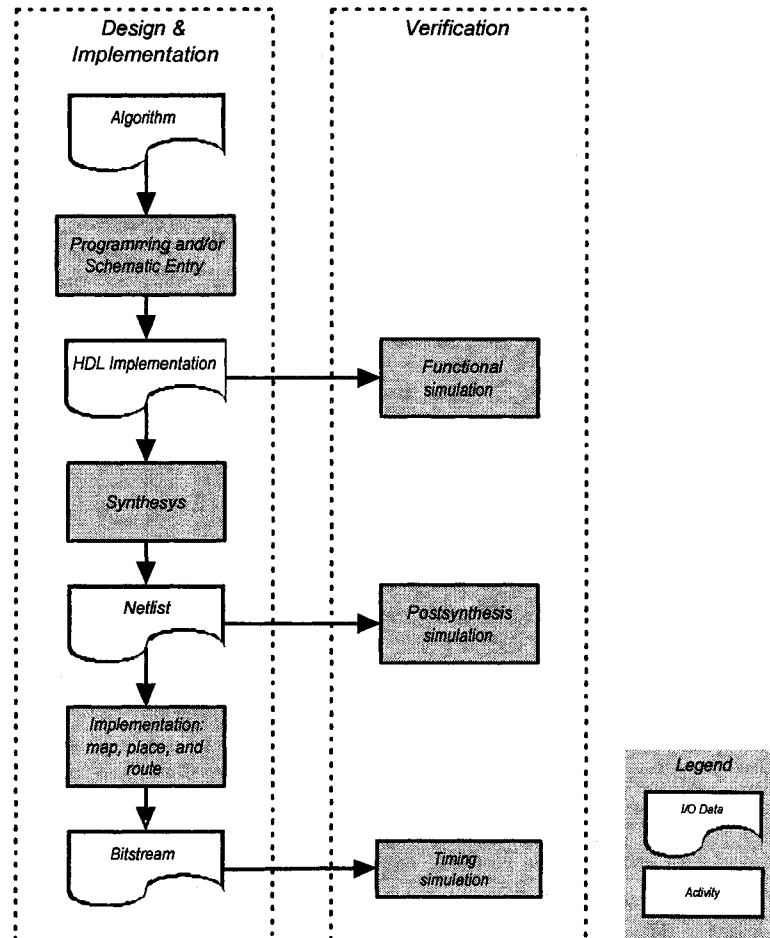 Design &
Implementation
Verification
Algorithm
Programming and/or
Schematic Entry
HDL Implementation
Functional
simulation
Synthesys
Netlist
Postsynthesis
simulation
Implementation:
map, place, and
route
Bitstream
Timing
simulation
Legend
I/O Data
Activity